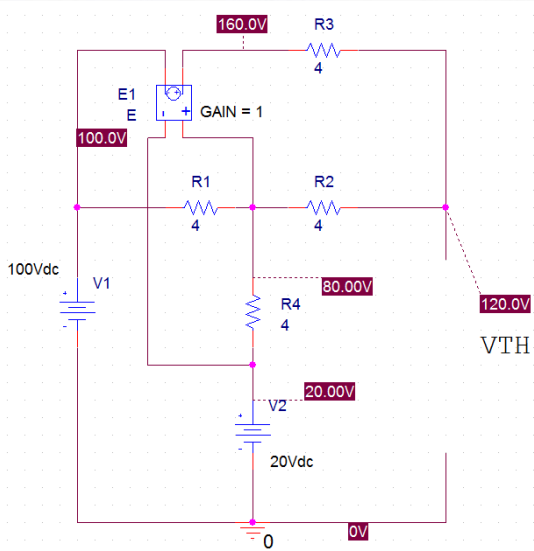 160.0V
R3
4
E1
E
- +
GAIN = 1
100.0V
R1
4
R2
4
100Vdc
V1
+
-
80.00V
R4
4
120.0V
VTH
20.00V
V2
+
-
20Vdc
0V
0